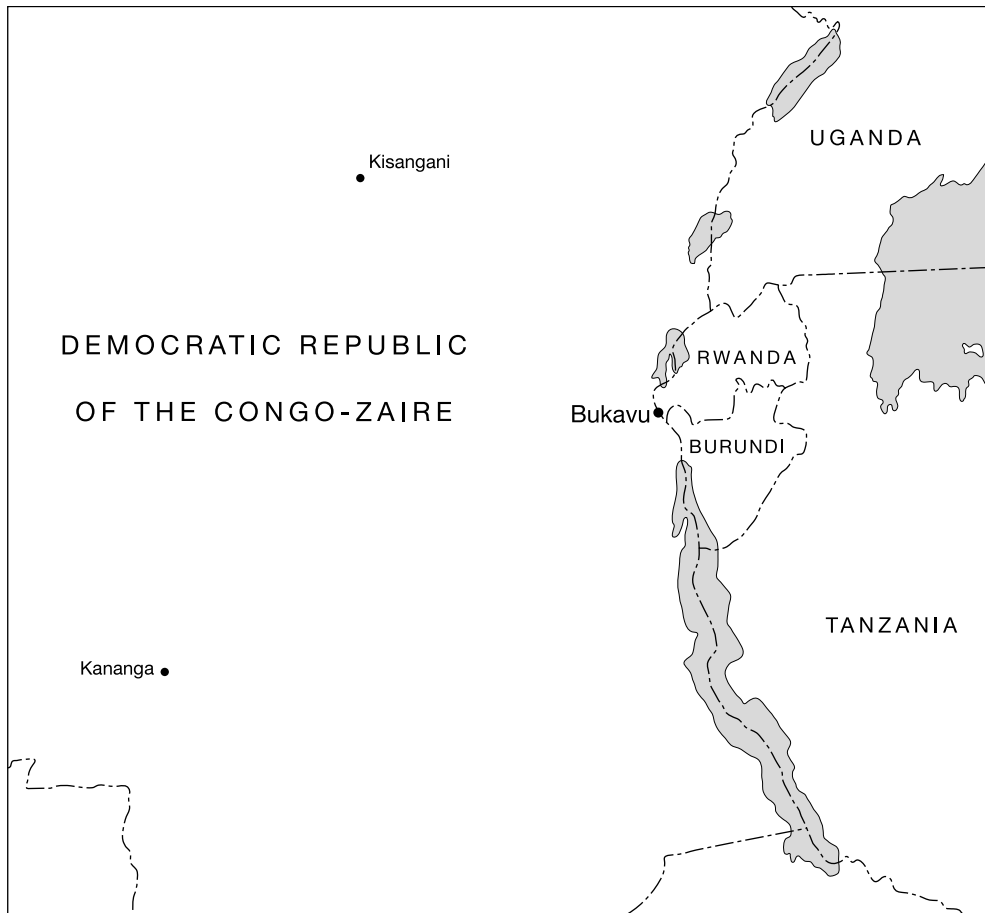 UGANDA
Kisangani
DEMOCRATIC REPUBLIC
OF THE CONGO-ZAIRE
RWANDA
Bukavu
BURUNDI
TANZANIA
Kananga